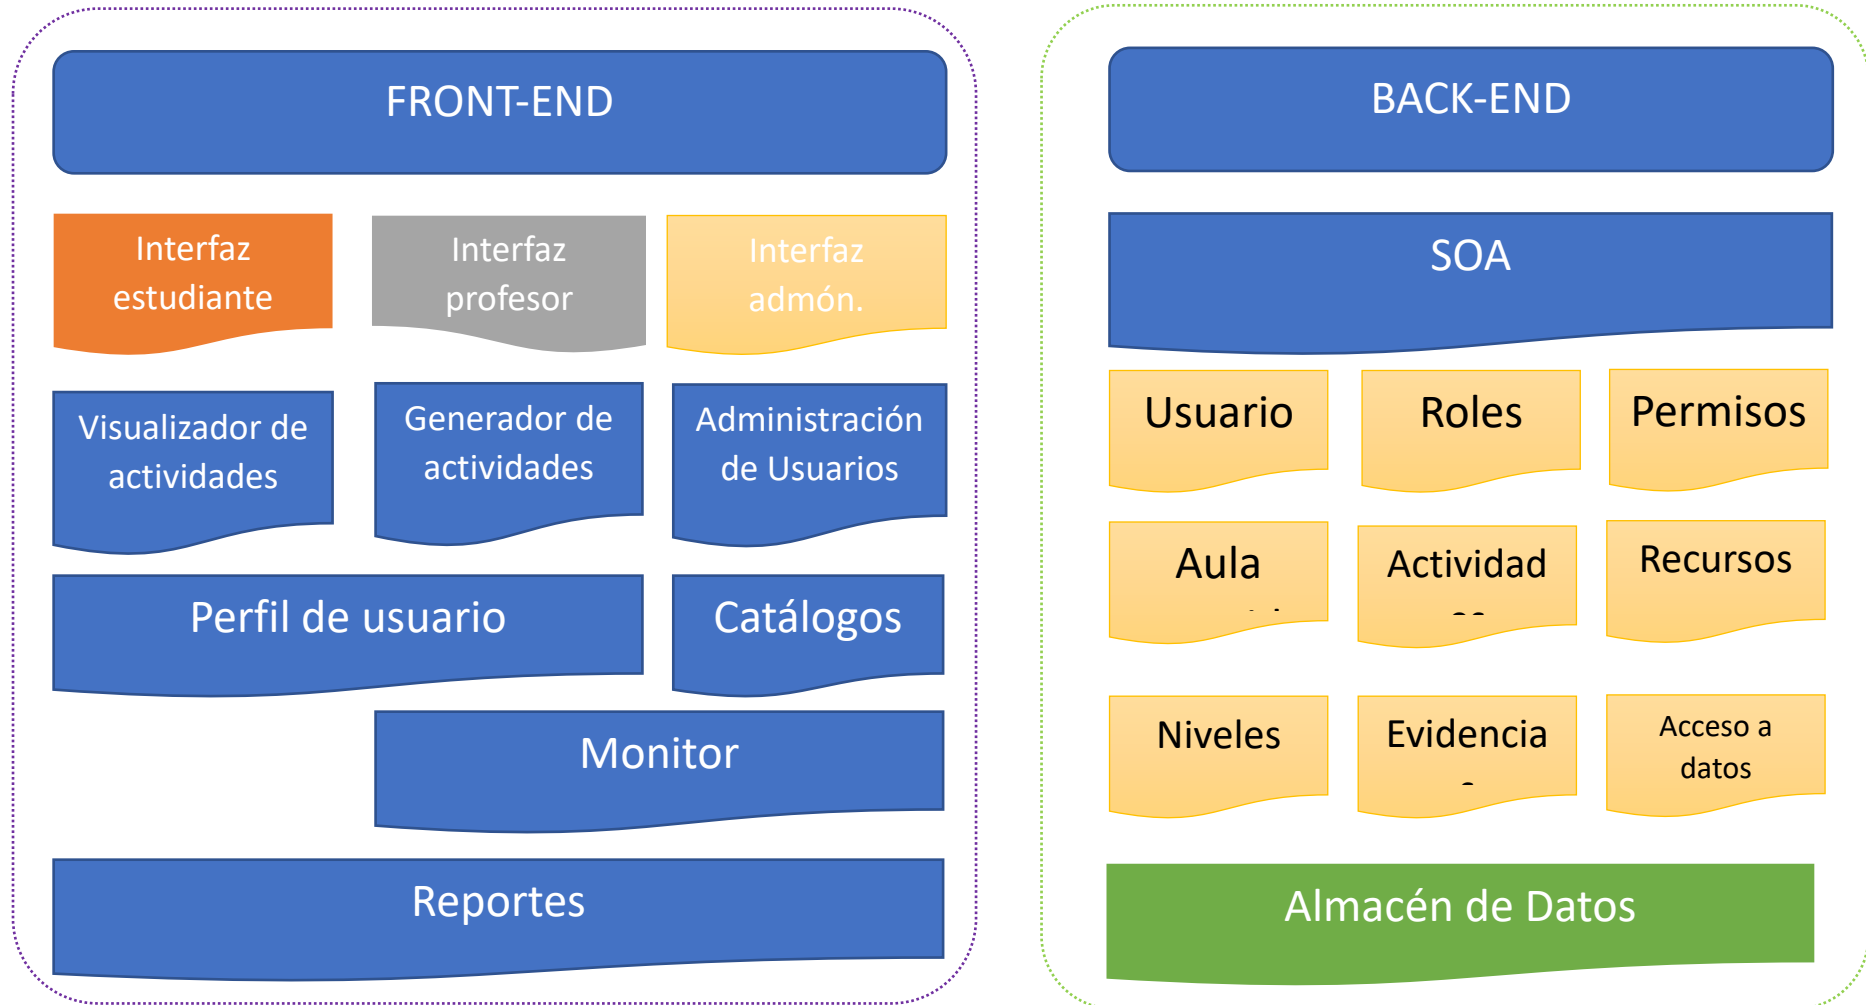 FRONT-END
Interfaz
estudiante
Interfaz
profesor
Interfaz
admón.
Visualizador de
actividades
Generador de
actividades
Administración
de Usuarios
Perfil de usuario
Catálogos
Monitor
Reportes
BACK-END
SOA
Usuario
Roles
Permisos
Aula
Actividad
Recursos
Niveles
Evidencia
Acceso a
datos
Almacén de Datos